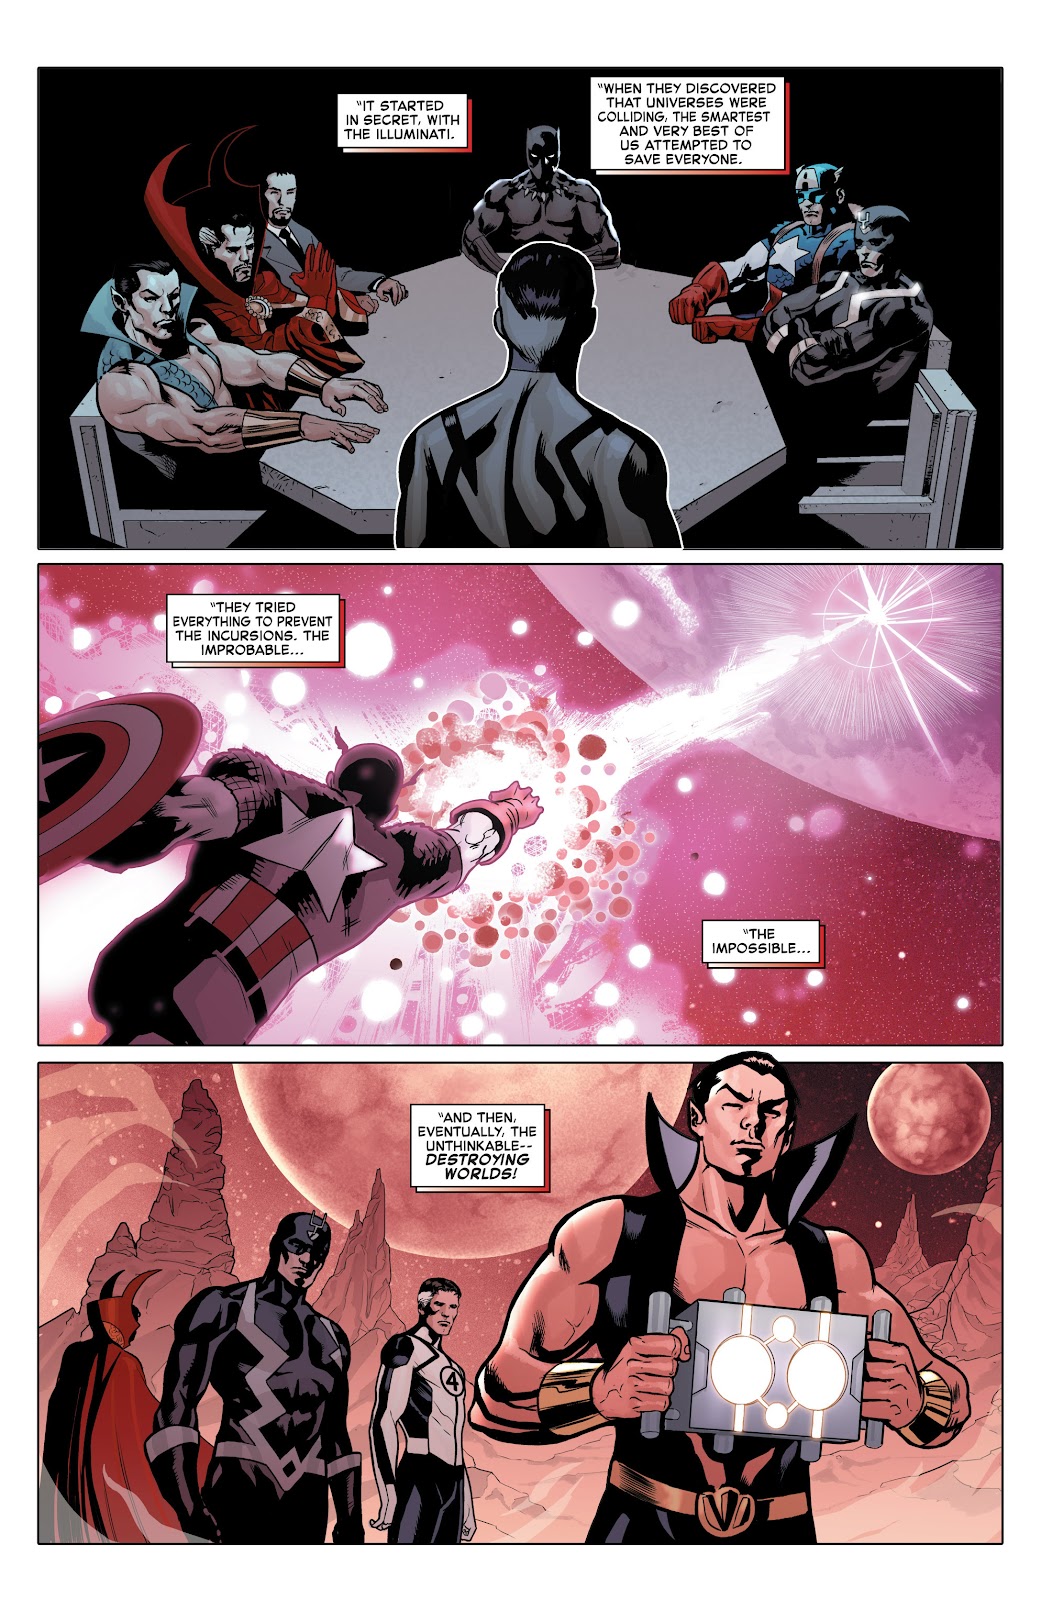 "IT STARTED
IN SECRET, WITH
THE ILLUMINATI.
"WHEN THEY DISCOVERED
THAT UNIVERSES WERE
COLLIDING, THE SMARTEST
AND VERY BEST OF
US ATTEMPTED TO
SAVE EVERYONE.
A
"THEY TRIED
EVERYTHING TO PREVENT
THE INCURSIONS. THE
IMPROBABLE...
"THE
IMPOSSIBLE...
"AND THEN,
EVENTUALLY, THE
UNTHINKABLE--
DESTROYING
WORLDS!
4